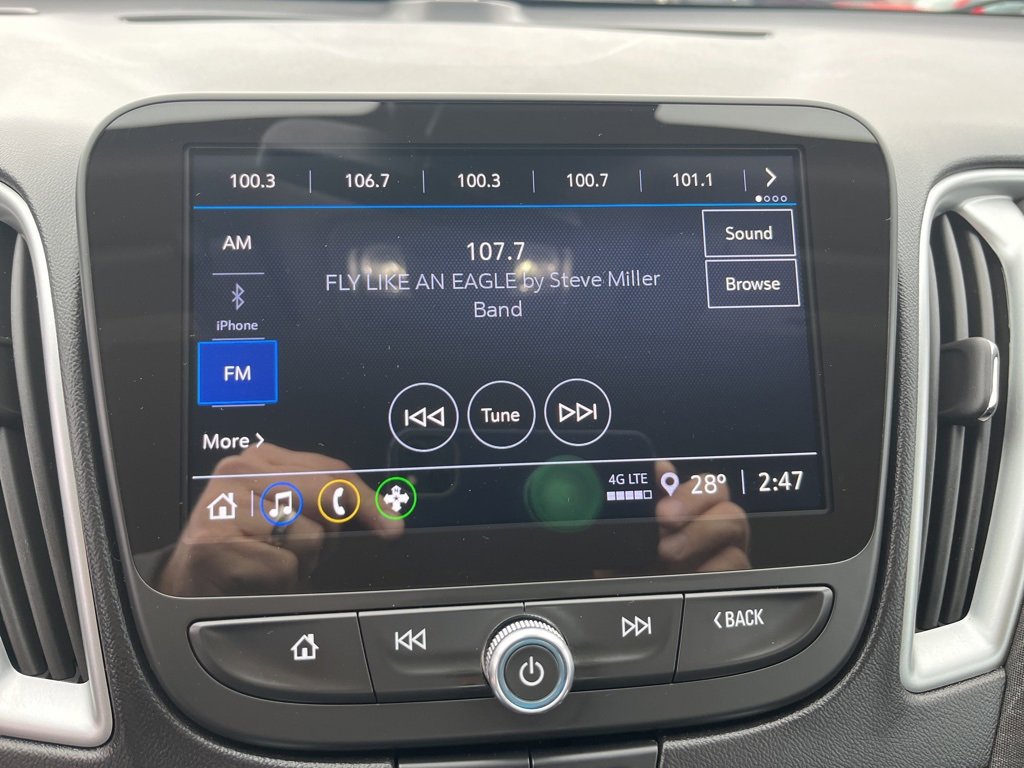 100.3 106.7 100.3 100.7 101.1
AM
107.7
Sound
FLY LIKE AN EAGLE by Steve Miller
Band
Browse
iPhone
FM
Tune
More
4G LTE
28° 2:47
BACK